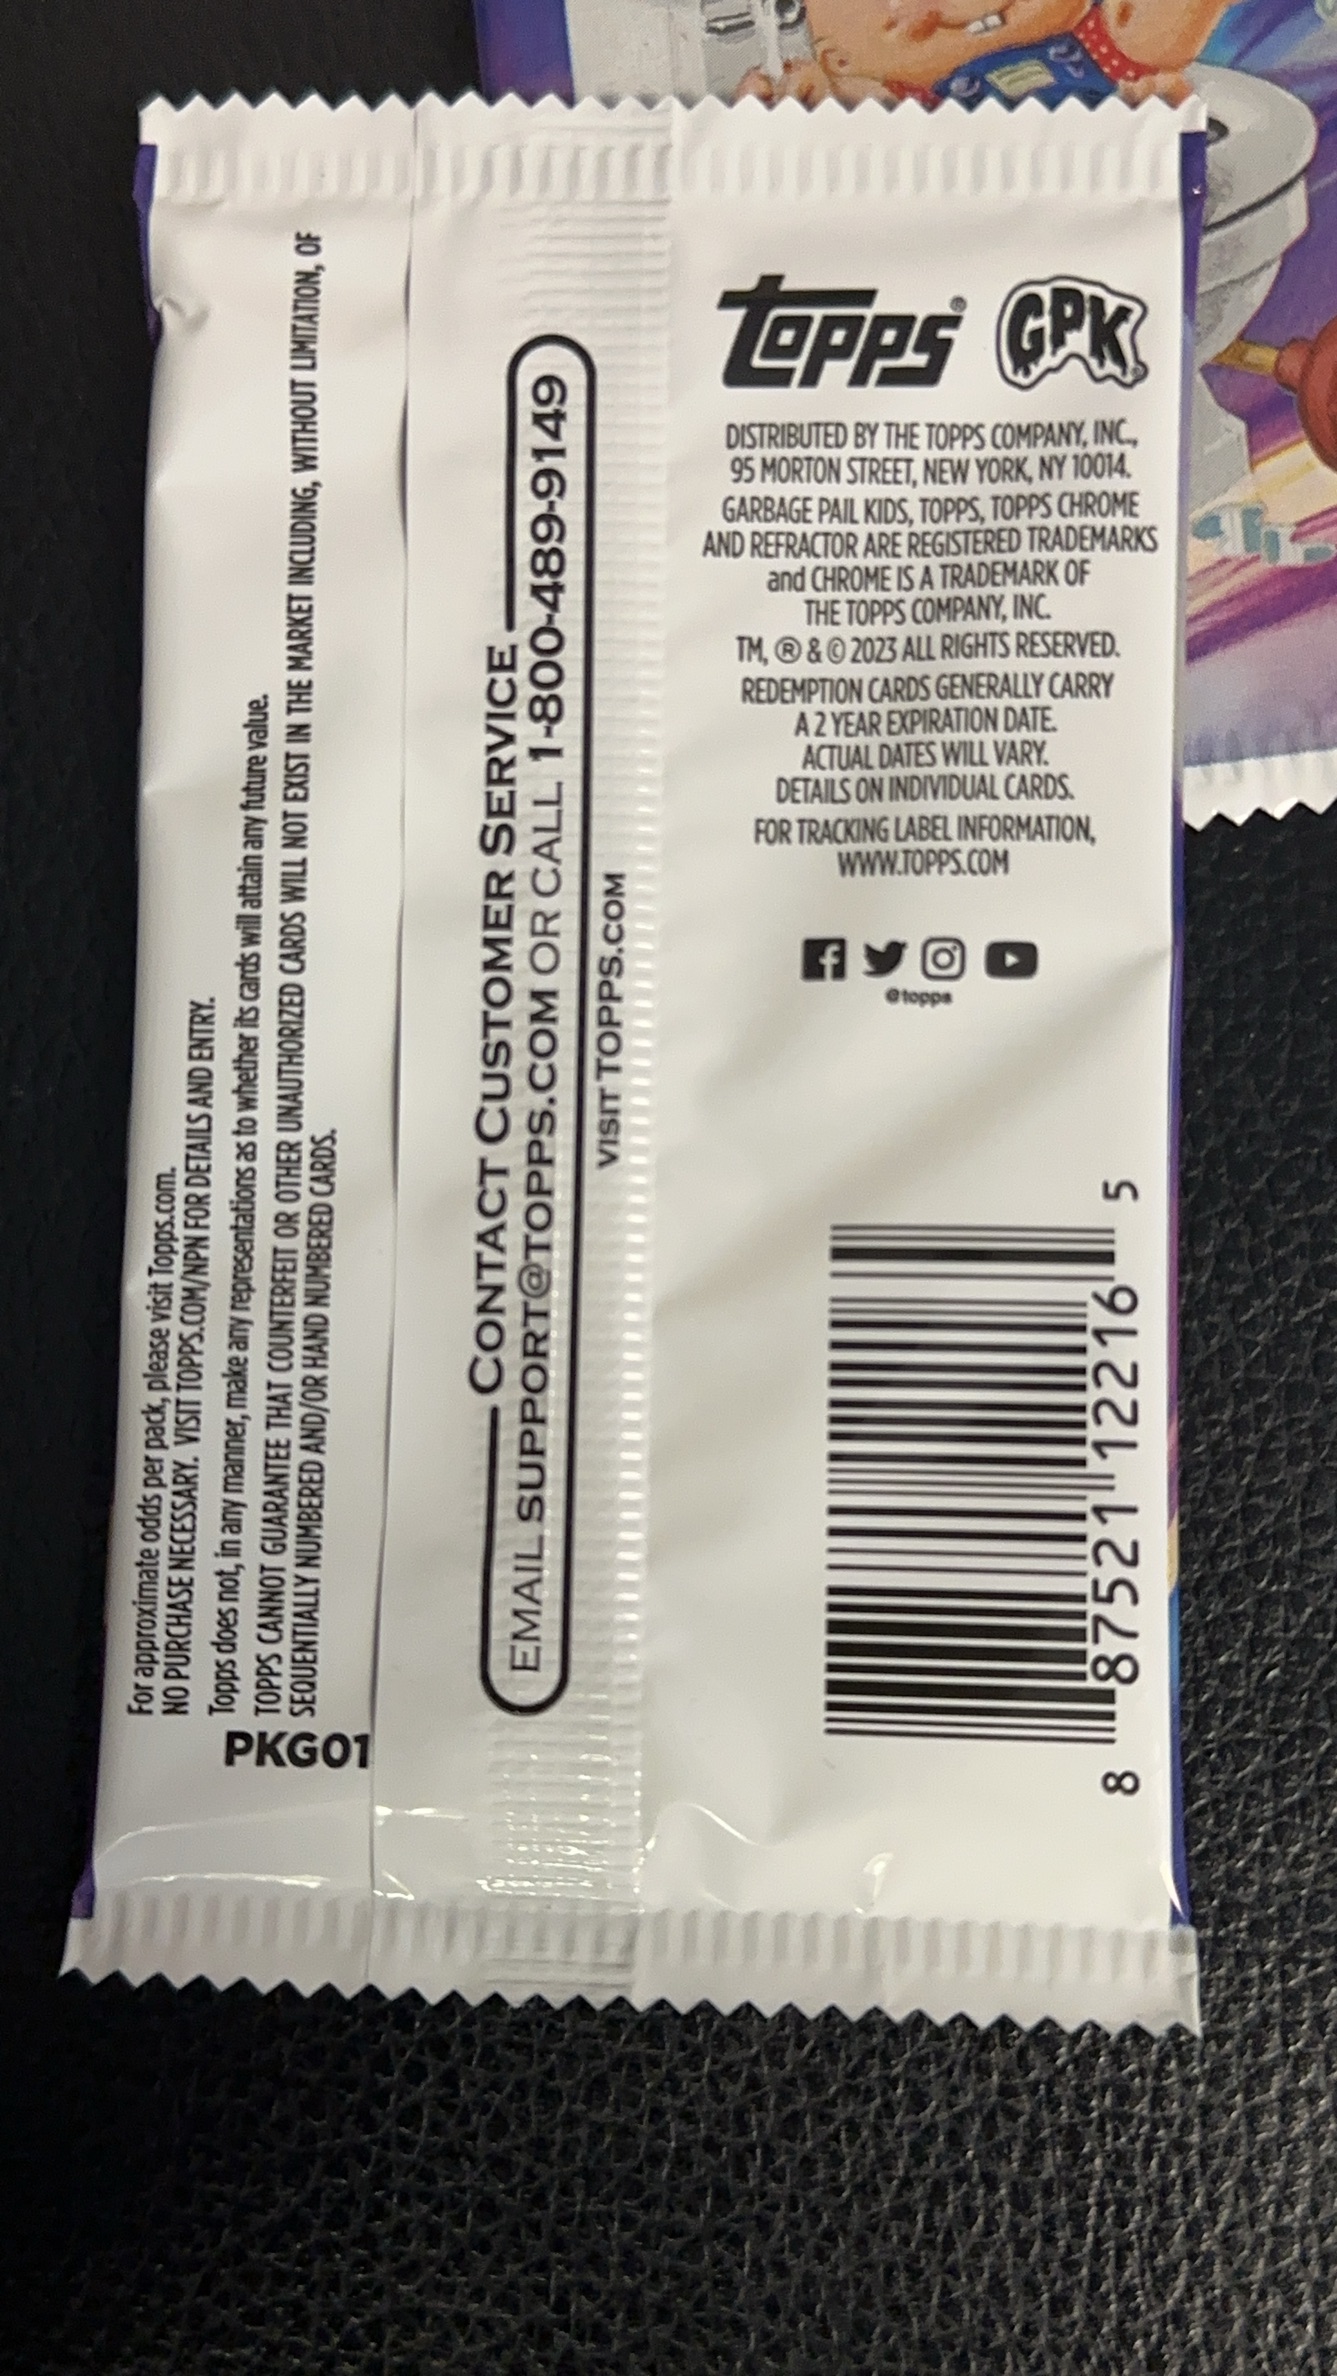 TOPPS®
GPK
DISTRIBUTED BY THE TOPPS COMPANY, INC.,
95 MORTON STREET, NEW YORK, NY 10014.
GARBAGE PAIL KIDS, TOPPS, TOPPS CHROME
AND REFRACTOR ARE REGISTERED TRADEMARKS
and CHROME IS A TRADEMARK OF
THE TOPPS COMPANY, INC.
TM, ® & © 2023 ALL RIGHTS RESERVED.
REDEMPTION CARDS GENERALLY CARRY
A 2 YEAR EXPIRATION DATE.
ACTUAL DATES WILL VARY.
DETAILS ON INDIVIDUAL CARDS.
FOR TRACKING LABEL INFORMATION,
WWW.TOPPS.COM
@topps
For approximate odds per pack, please visit Topps.com.
NO PURCHASE NECESSARY. VISIT TOPPS.COM/NPN FOR DETAILS AND ENTRY.
Topps does not, in any manner, make any representations as to whether its cards will attain any future value.
TOPPS CANNOT GUARANTEE THAT COUNTERFEIT OR OTHER UNAUTHORIZED CARDS WILL NOT EXIST IN THE MARKET INCLUDING, WITHOUT LIMITATION, OF
SEQUENTIALLY NUMBERED AND/OR HAND NUMBERED CARDS.
PKG01
CONTACT CUSTOMER SERVICE
EMAIL SUPPORT@TOPPS.COM OR CALL 1-800-489-9149
VISIT TOPPS.COM
8 87521 12216 5